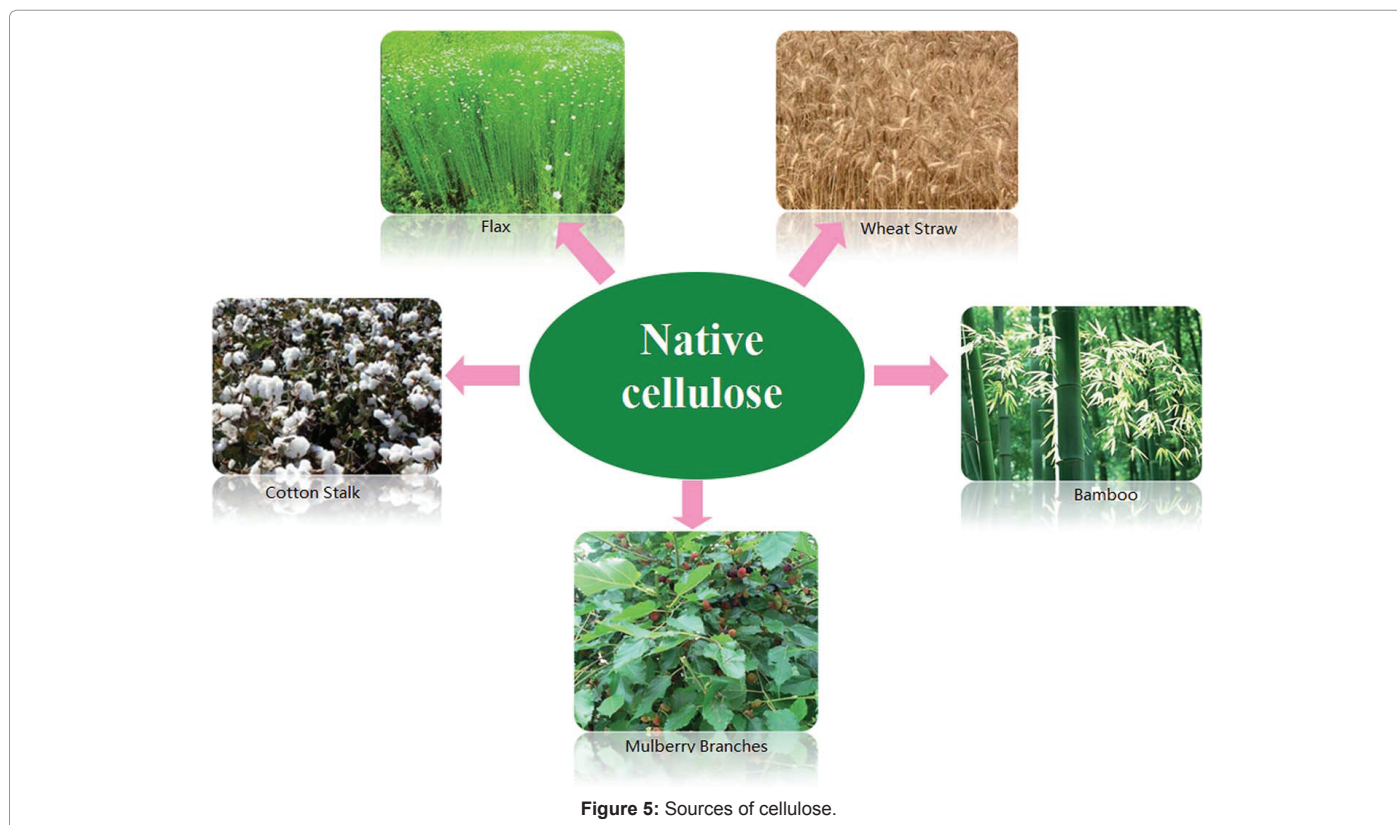 Flax
Wheat Straw
Native
cellulose
Cotton Stalk
Bamboo
Mulberry Branches
Figure 5: Sources of cellulose.